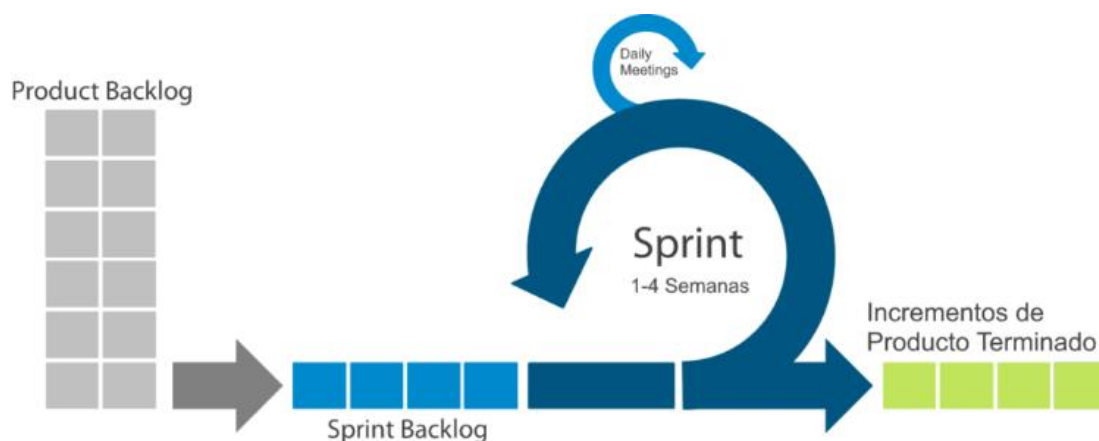 Product Backlog
Daily
Meetings
Sprint
1-4 Semanas
Incrementos de
Producto Terminado
Sprint Backlog